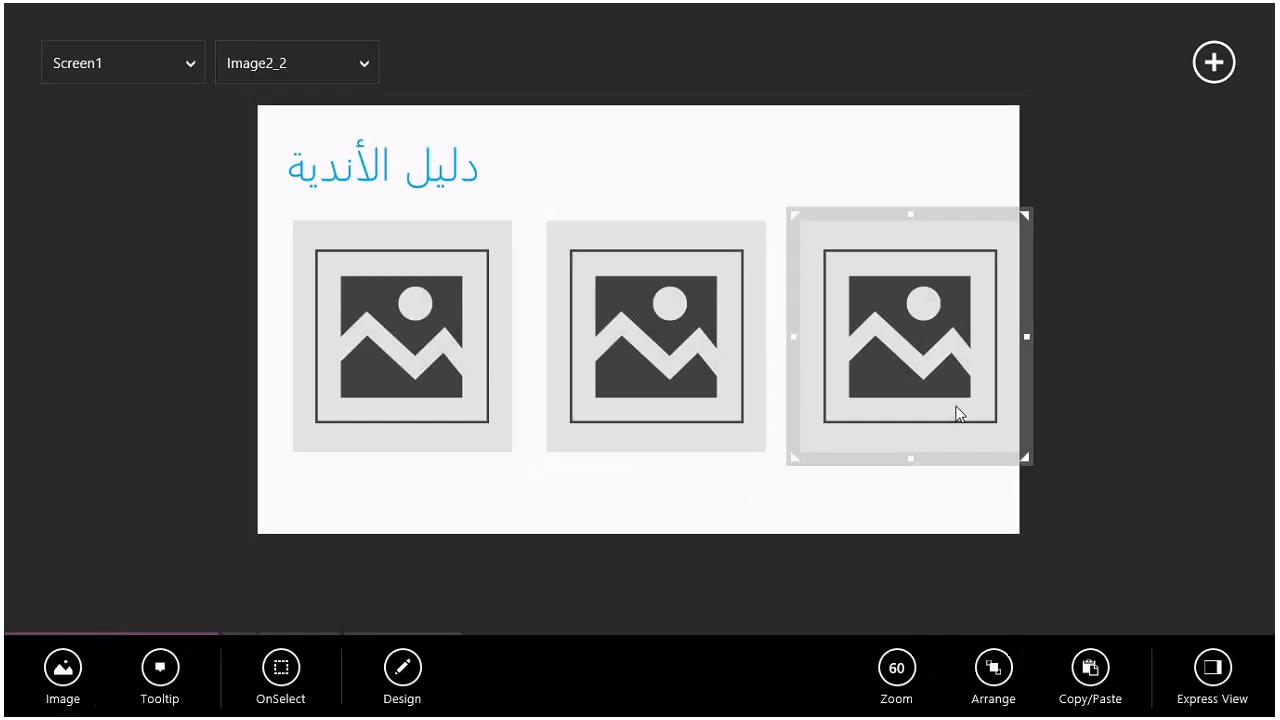 Screen1
Image2_2
دليل الأندية
Image
Tooltip
OnSelect
Design
60
Zoom
Arrange
Copy/Paste
Express View